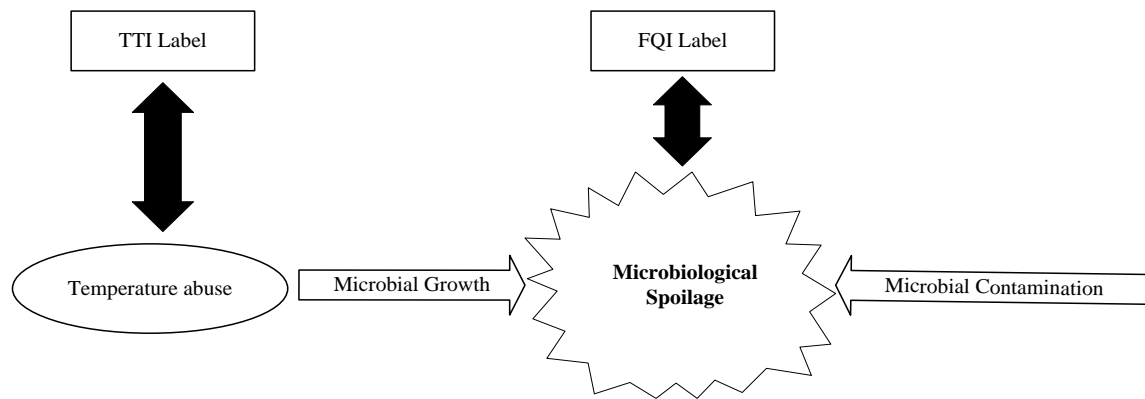 TTI Label
FQI Label
Temperature abuse
Microbial Growth
Microbiological
Spoilage
Microbial Contamination